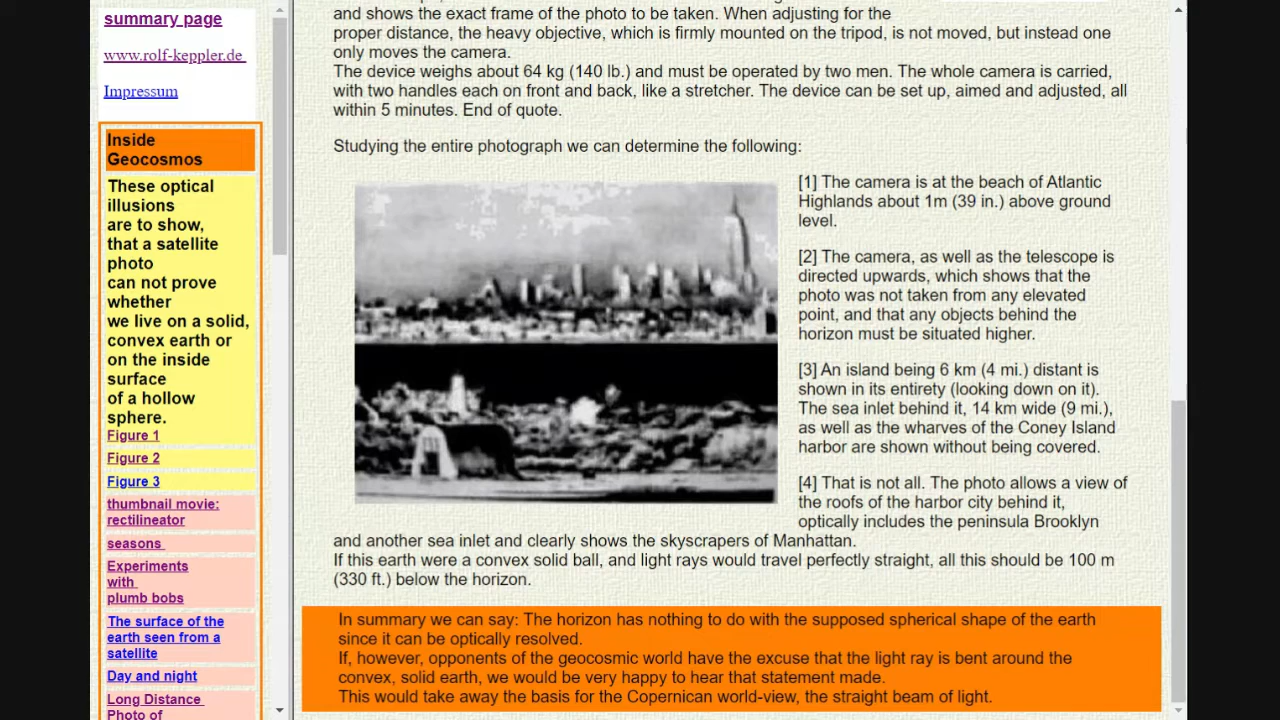 summary page
www.rolf-keppler.de
Impressum
Inside
Geocosmos
These optical
illusions
are to show,
that a satellite
photo
can not prove
whether
we live on a solid,
convex earth or
on the inside
surface
of a hollow
sphere.
Figure 1
Figure 2
Figure 3
thumbnail movie:
rectilineator
seasons
Experiments
with
plumb bobs
The surface of the
earth seen from a
satellite
Day and night
Long Distance
Photo of
and shows the exact frame of the photo to be taken. When adjusting for the
proper distance, the heavy objective, which is firmly mounted on the tripod, is not moved, but instead one
only moves the camera.
The device weighs about 64 kg (140 lb.) and must be operated by two men. The whole camera is carried,
with two handles each on front and back, like a stretcher. The device can be set up, aimed and adjusted, all
within 5 minutes. End of quote.
Studying the entire photograph we can determine the following:
[1] The camera is at the beach of Atlantic
Highlands about 1m (39 in.) above ground
level.
[2] The camera, as well as the telescope is
directed upwards, which shows that the
photo was not taken from any elevated
point, and that any objects behind the
horizon must be situated higher.
[3] An island being 6 km (4 mi.) distant is
shown in its entirety (looking down on it).
The sea inlet behind it, 14 km wide (9 mi.),
as well as the wharves of the Coney Island
harbor are shown without being covered.
[4] That is not all. The photo allows a view of
the roofs of the harbor city behind it,
optically includes the peninsula Brooklyn
and another sea inlet and clearly shows the skyscrapers of Manhattan.
If this earth were a convex solid ball, and light rays would travel perfectly straight, all this should be 100 m
(330 ft.) below the horizon.
In summary we can say: The horizon has nothing to do with the supposed spherical shape of the earth
since it can be optically resolved.
If, however, opponents of the geocosmic world have the excuse that the light ray is bent around the
convex, solid earth, we would be very happy to hear that statement made.
This would take away the basis for the Copernican world-view, the straight beam of light.